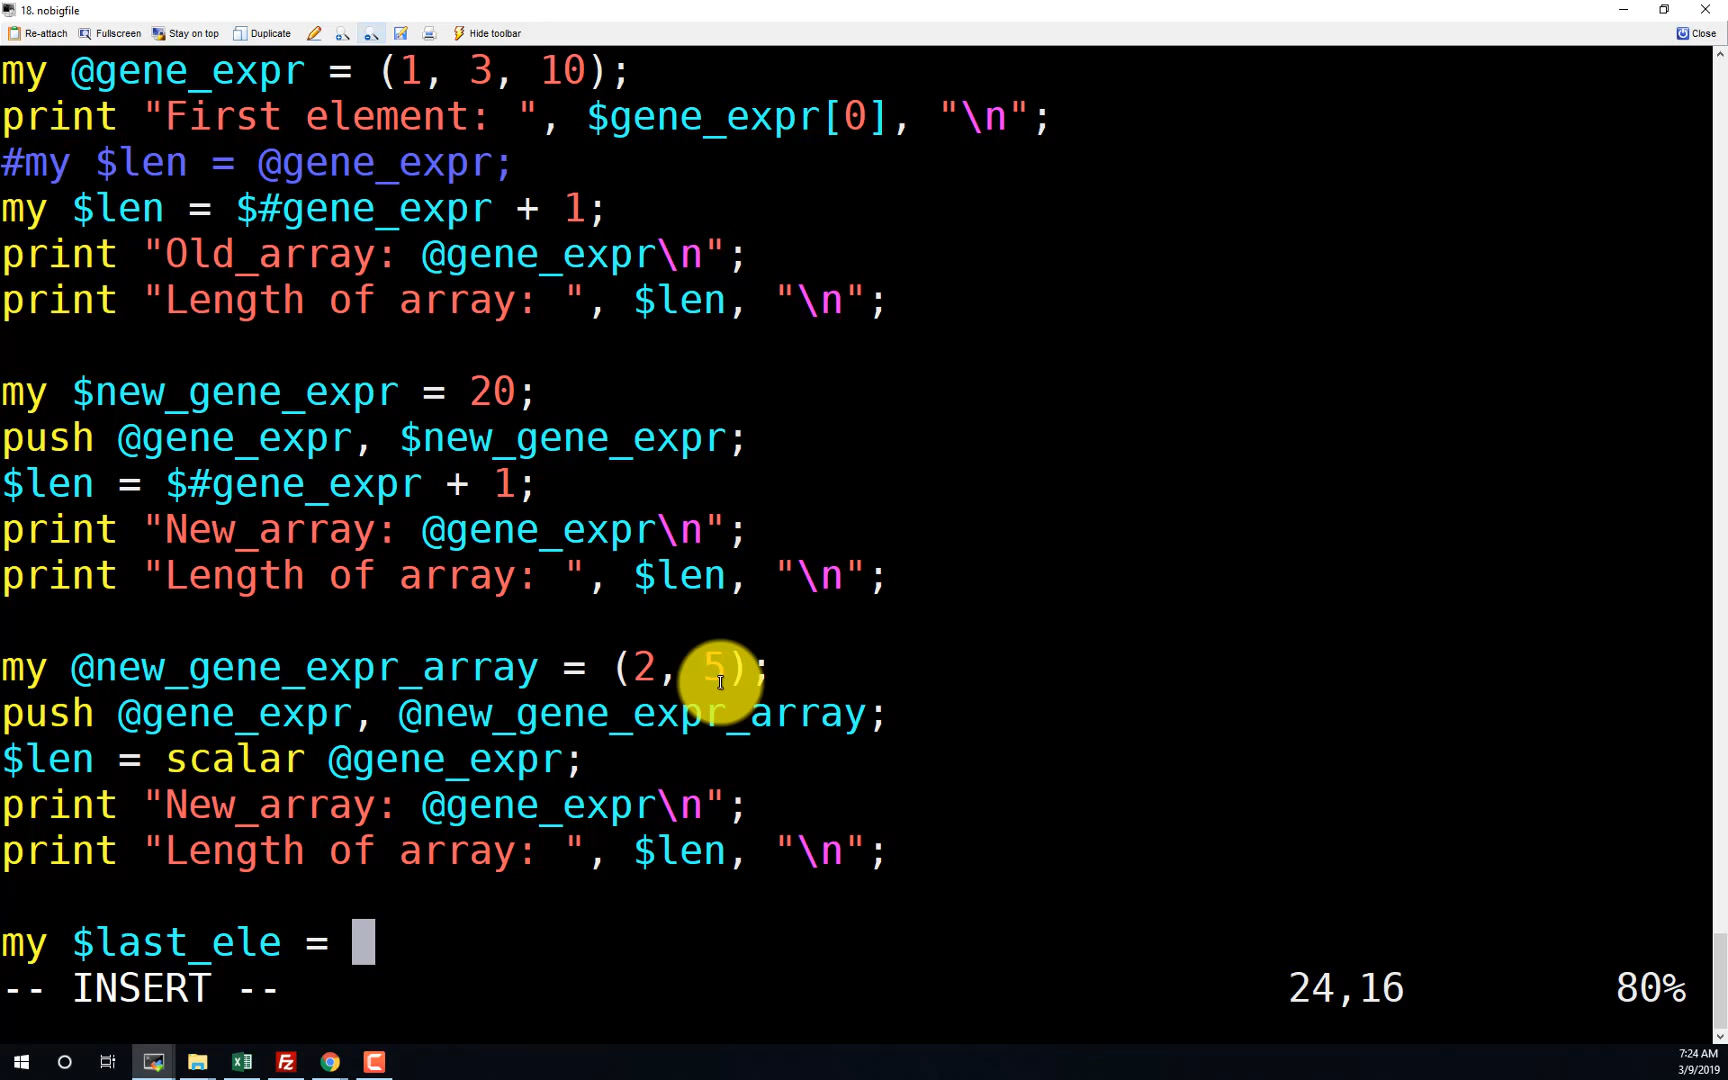 18. nobigfile
Re-attach Fullscreen Stay on top Duplicate Hide toolbar Close
my @gene_expr = (1, 3, 10);
print "First element: ", $gene_expr[0], "\n";
#my $len = @gene_expr;
my $len = $#gene_expr + 1;
print "Old_array: @gene_expr\n";
print "Length of array: ", $len, "\n";
my $new_gene_expr = 20;
push @gene_expr, $new_gene_expr;
$len = $#gene_expr + 1;
print "New_array: @gene_expr\n";
print "Length of array: ", $len, "\n";
my @new_gene_expr_array = (2, 5);
push @gene_expr, @new_gene_expr_array;
$len = scalar @gene_expr;
print "New_array: @gene_expr\n";
print "Length of array: ", $len, "\n";
my $last_ele =
-- INSERT -- 24,16 80%
7:24 AM
3/9/2019